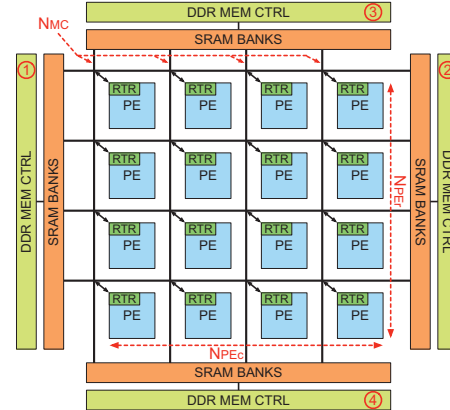 DDR MEM CTRL 3
NMC
SRAM BANKS
1
2
RTR RTR RTR RTR
PE PE PE PE
RTR RTR RTR RTR
PE PE PE PE
RTR RTR RTR RTR
PE PE PE PE
RTR RTR RTR RTR
PE PE PE PE
DDR MEM CTRL
SRAM BANKS
NPEr
SRAM BANKS
DDR MEM CTRL
NPEc
SRAM BANKS
DDR MEM CTRL 4